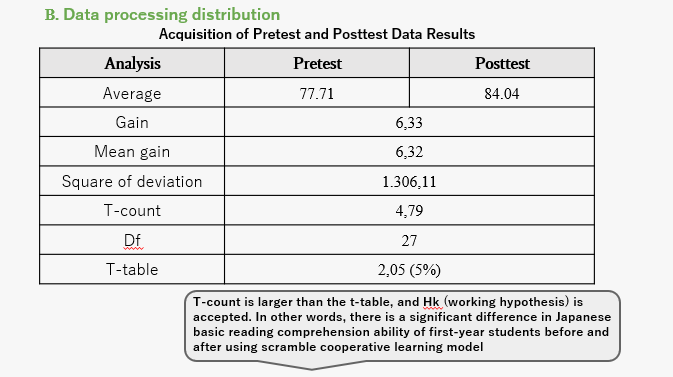 B. Data processing distribution
Acquisition of Pretest and Posttest Data Results
Analysis Pretest Posttest
Average 77.71 84.04
Gain 6,33
Mean gain 6,32
Square of deviation 1.306,11
T-count 4,79
Df 27
T-table 2,05 (5%)
T-count is larger than the t-table, and Hk (working hypothesis) is
accepted. In other words, there is a significant difference in Japanese
basic reading comprehension ability of first-year students before and
after using scramble cooperative learning model